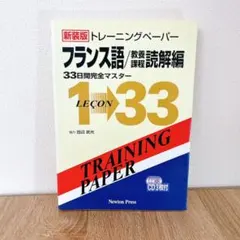 新装版 トレーニングペーパー
フランス語/教養課程 読解編
33日間完全マスター
LEÇON
1⇒33
TRAINING
PAPER
Newton Press
CD2枚付